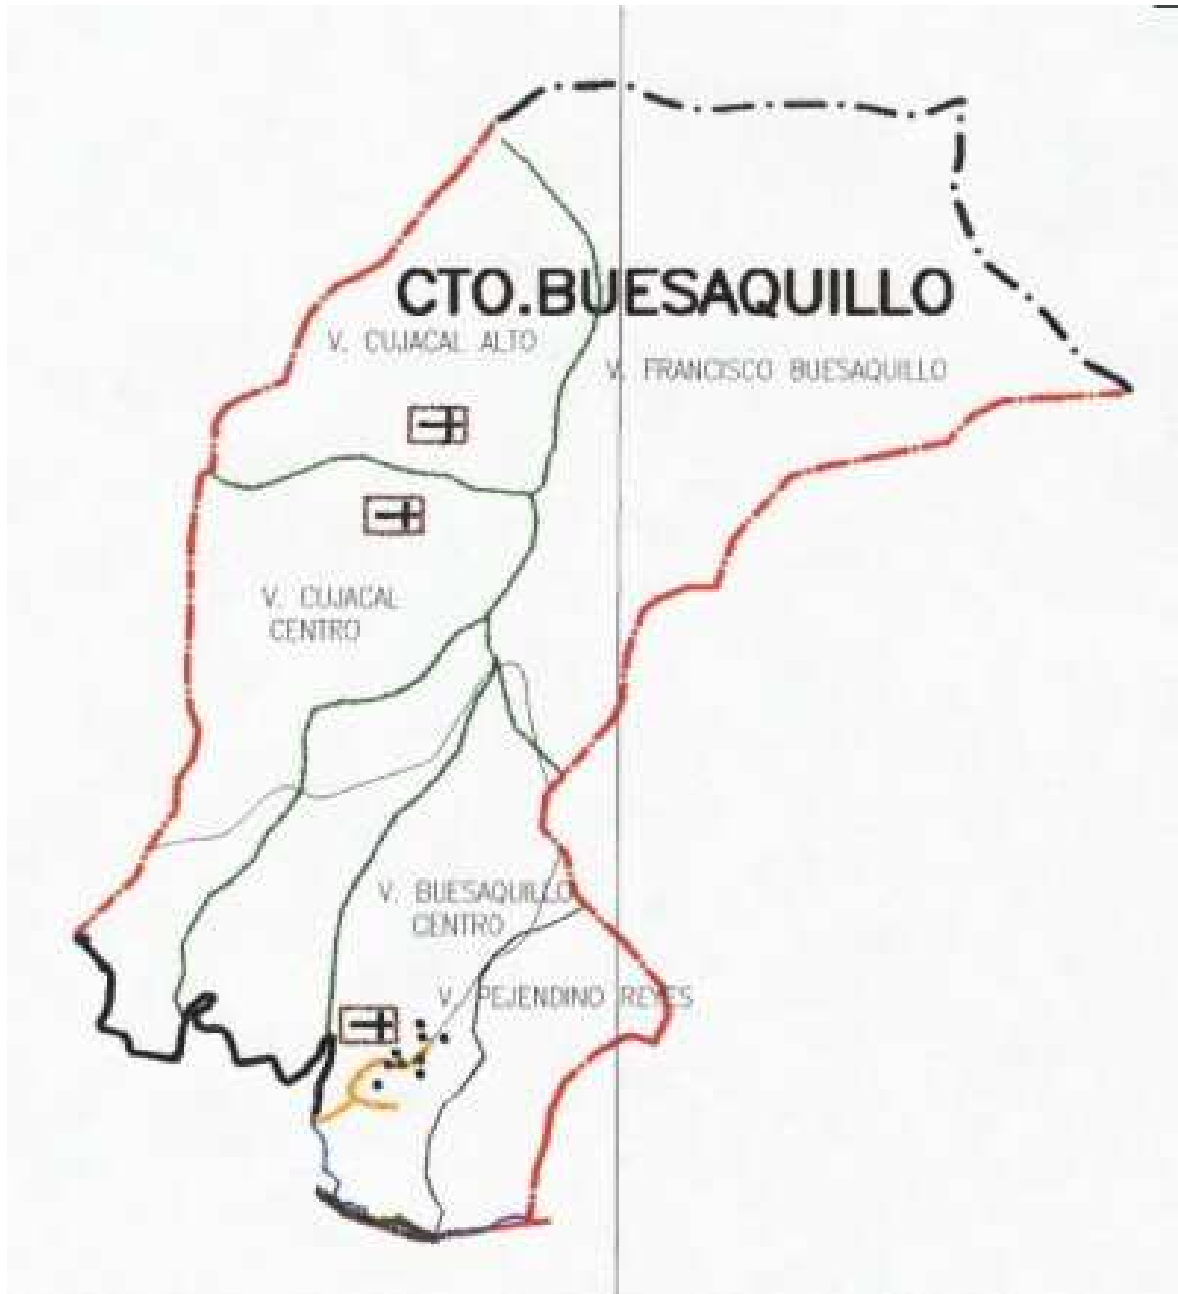 CTO.BUESAQUILLO
V. CUJACAL ALTO
V. FRANCISCO BUESAQUILLO
V. CUJACAL
CENTRO
V. BUESAQUILLO
CENTRO
V. PEJENDINO REYES